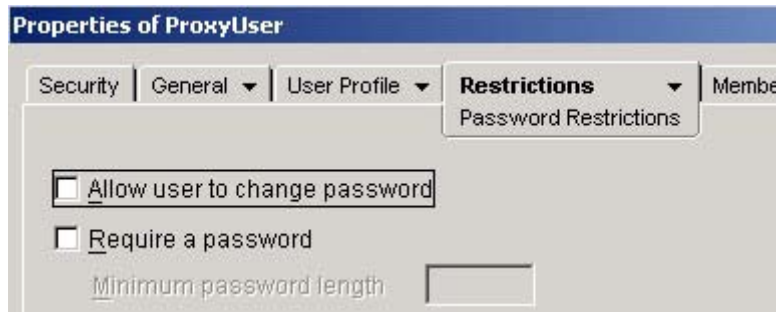 Properties of ProxyUser
Security General User Profile Restrictions
Password Restrictions
Allow user to change password
Require a password
Minimum password length